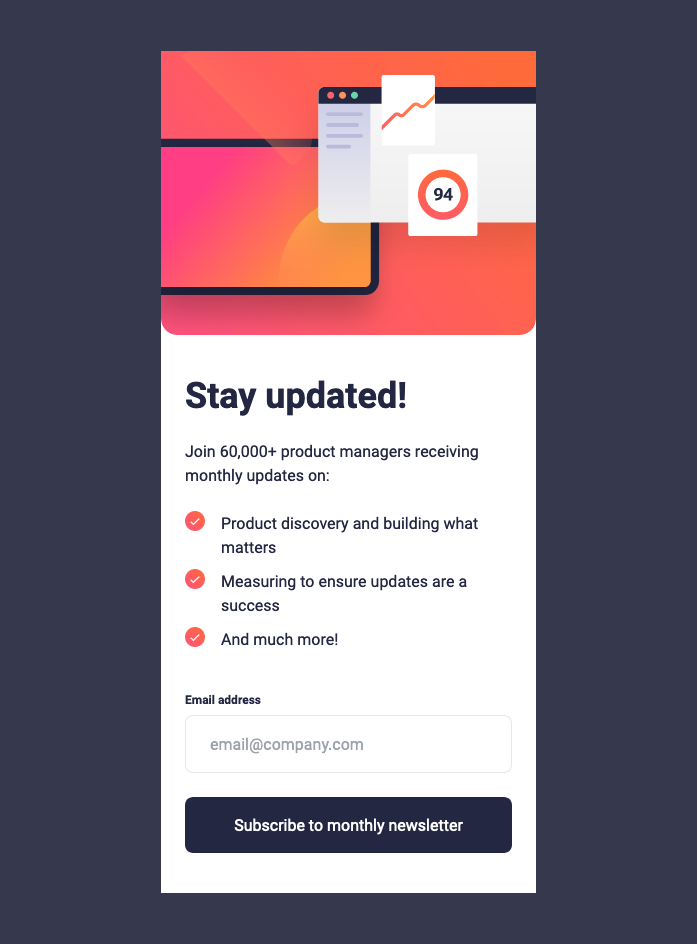 94
Stay updated!
Join 60,000+ product managers receiving
monthly updates on:
Product discovery and building what
matters
Measuring to ensure updates are a
success
And much more!
Email address
email@company.com
Subscribe to monthly newsletter